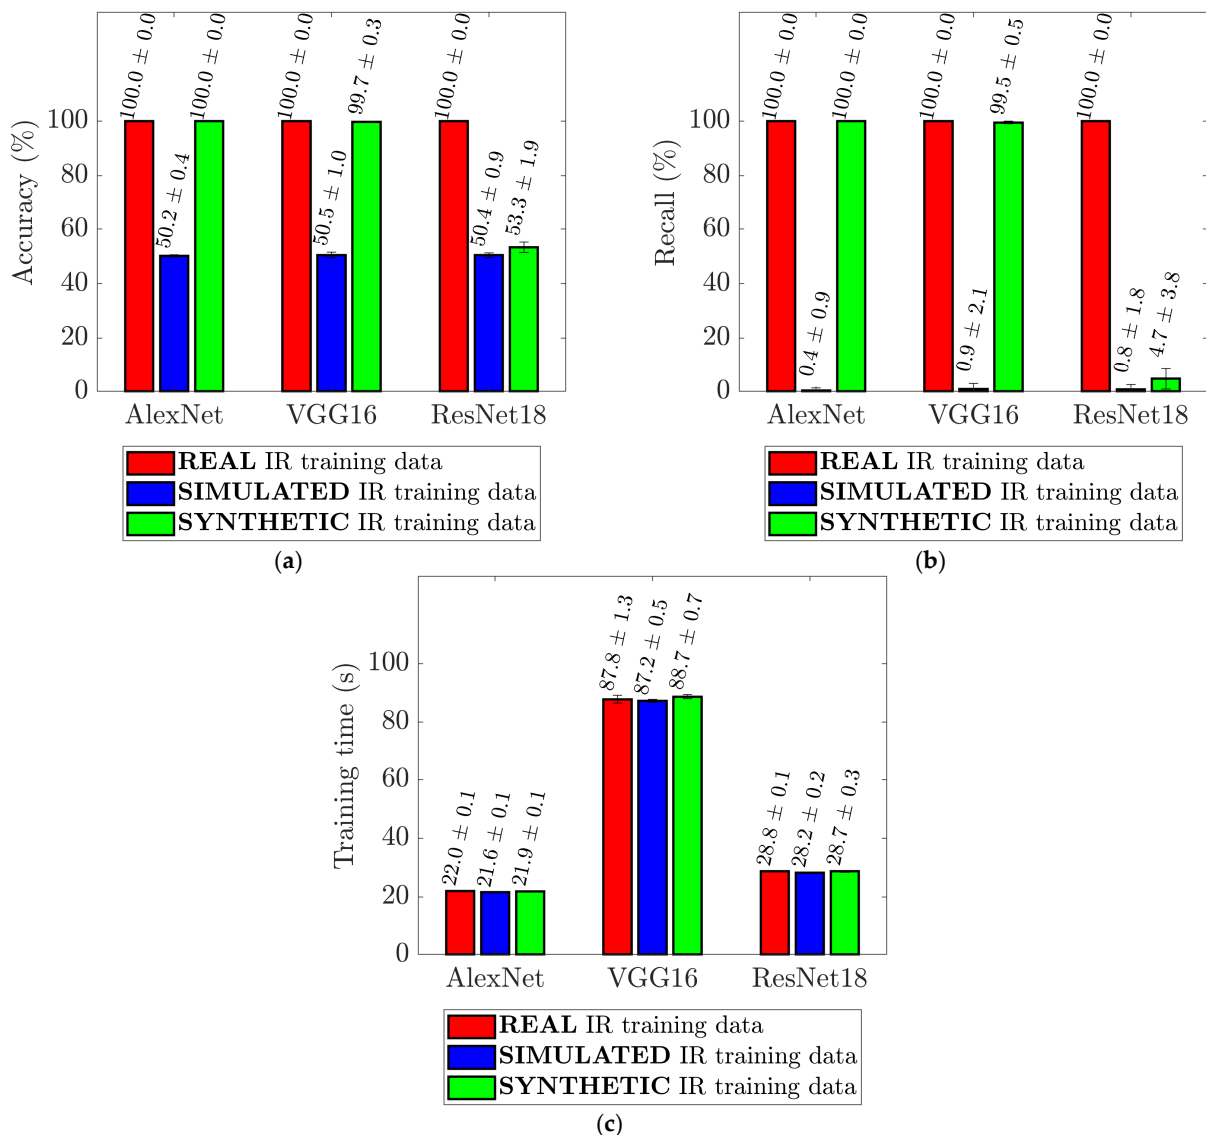 100.0 ± 0.0
50.2 ± 0.4
100.0 ± 0.0
100.0 ± 0.0
50.5 ± 1.0
99.7 ± 0.3
100.0 ± 0.0
50.4 ± 0.9
53.3 ± 1.9
Accuracy (%)
100
80
60
40
20
0
AlexNet
VGG16
ResNet18
REAL IR training data
SIMULATED IR training data
SYNTHETIC IR training data
(a)
100.0 ± 0.0
0.4 ± 0.9
100.0 ± 0.0
100.0 ± 0.0
0.9 ± 2.1
99.5 ± 0.5
100.0 ± 0.0
0.8 ± 1.8
4.7 ± 3.8
Recall (%)
100
80
60
40
20
0
AlexNet
VGG16
ResNet18
REAL IR training data
SIMULATED IR training data
SYNTHETIC IR training data
(b)
22.0 ± 0.1
21.6 ± 0.1
21.9 ± 0.1
87.8 ± 1.3
87.2 ± 0.5
88.7 ± 0.7
28.8 ± 0.1
28.2 ± 0.2
28.7 ± 0.3
Training time (s)
100
80
60
40
20
0
AlexNet
VGG16
ResNet18
REAL IR training data
SIMULATED IR training data
SYNTHETIC IR training data
(c)